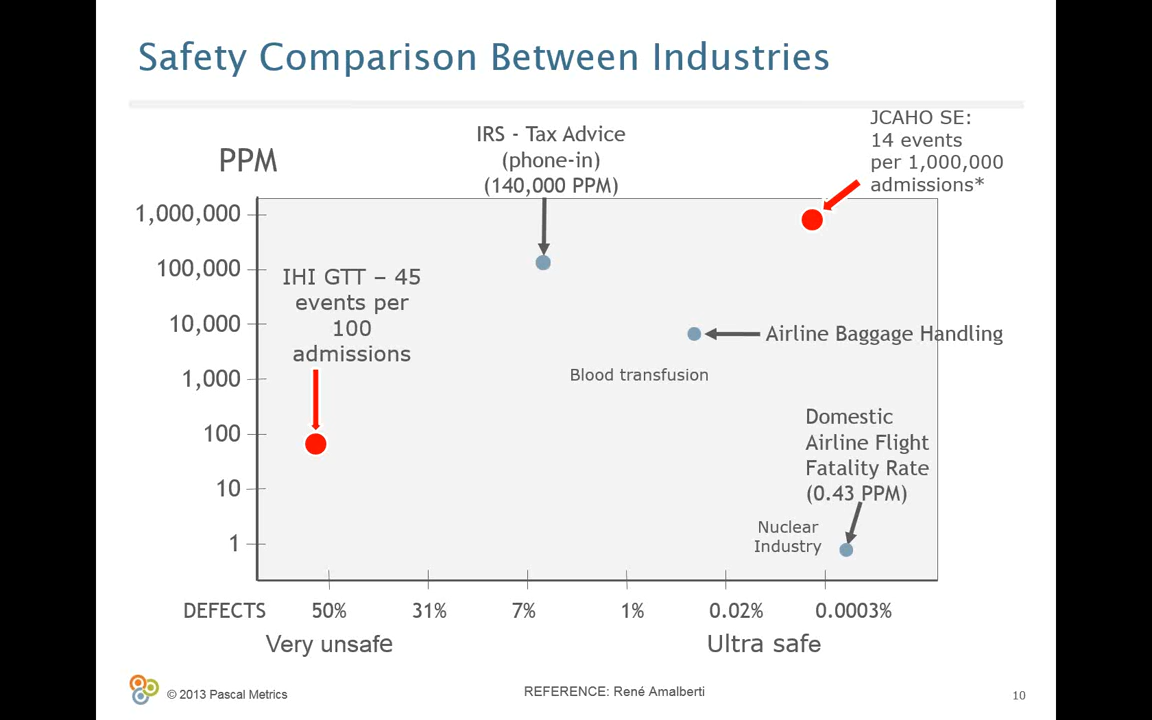 Safety Comparison Between Industries
PPM
IRS - Tax Advice
(phone-in)
(140,000 PPM)
JCAHO SE:
14 events
per 1,000,000
admissions*
1,000,000
100,000
10,000
1,000
100
10
1
IHI GTT – 45
events per
100
admissions
Airline Baggage Handling
Blood transfusion
Domestic
Airline Flight
Fatality Rate
(0.43 PPM)
Nuclear
Industry
DEFECTS 50% 31% 7% 1% 0.02% 0.0003%
Very unsafe Ultra safe
© 2013 Pascal Metrics REFERENCE: René Amalberti 10